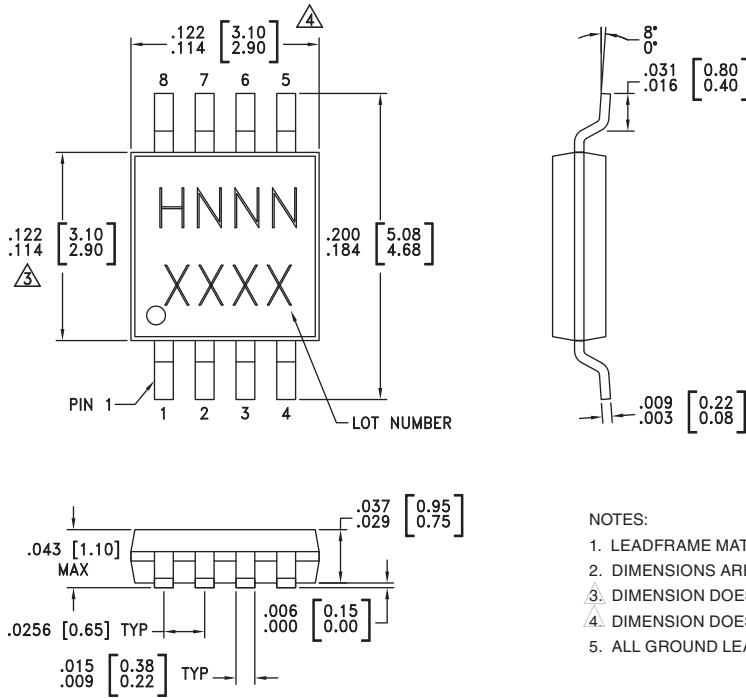 4
.122 [3.10]
.114 [2.90]
8 7 6 5
8°
0°
.031 [0.80]
.016 [0.40]
HNNN
.122 [3.10]
.114 [2.90]
3
.200 [5.08]
.184 [4.68]
XXXX
PIN 1
1 2 3 4
LOT NUMBER
.009 [0.22]
.003 [0.08]
.037 [0.95]
.029 [0.75]
.043 [1.10]
MAX
.006 [0.15]
.000 [0.00]
.0256 [0.65] TYP
.015 [0.38] TYP
.009 [0.22]
NOTES:
1. LEADFRAME MAT
2. DIMENSIONS ARE
3. DIMENSION DOES
4. DIMENSION DOES
5. ALL GROUND LEA